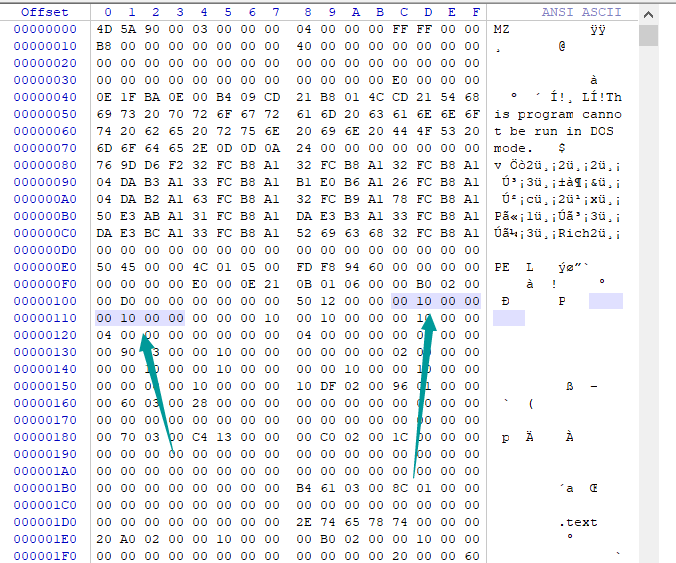 Offset 0 1 2 3 4 5 6 7 8 9 A B C D E F ANSI ASCII
00000000 4D 5A 90 00 03 00 00 00 04 00 00 00 FF FF 00 00 MZ ÿÿ
00000010 B8 00 00 00 00 00 00 00 40 00 00 00 00 00 00 00 ¸ @
00000020 00 00 00 00 00 00 00 00 00 00 00 00 00 00 00 00
00000030 00 00 00 00 00 00 00 00 00 00 00 00 E0 00 00 00 à
00000040 0E 1F BA 0E 00 B4 09 CD 21 B8 01 4C CD 21 54 68 º ´ Í!¸ LÍ!Th
00000050 69 73 20 70 72 6F 67 72 61 6D 20 63 61 6E 6E 6F is program canno
00000060 74 20 62 65 20 72 75 6E 20 69 6E 20 44 4F 53 20 t be run in DOS
00000070 6D 6F 64 65 2E 0D 0D 0A 24 00 00 00 00 00 00 00 mode. $
00000080 76 9D D6 F2 32 FC B8 A1 32 FC B8 A1 32 FC B8 A1 v Öò2ü¸¡2ü¸¡2ü¸¡
00000090 04 DA B3 A1 33 FC B8 A1 B1 E0 B6 A1 26 FC B8 A1 Ú³¡3ü¸¡±à¶¡&ü¸¡
000000A0 04 DA B2 A1 63 FC B8 A1 32 FC B9 A1 78 FC B8 A1 Ú²¡cü¸¡2ü¹¡xü¸¡
000000B0 50 E3 AB A1 31 FC B8 A1 DA E3 B3 A1 33 FC B8 A1 Pã«¡1ü¸¡Úã³¡3ü¸¡
000000C0 DA E3 BC A1 33 FC B8 A1 52 69 63 68 32 FC B8 A1 Úã¼¡3ü¸¡Rich2ü¸¡
000000D0 00 00 00 00 00 00 00 00 00 00 00 00 00 00 00 00
000000E0 50 45 00 00 4C 01 05 00 FD F8 94 60 00 00 00 00 PE L ýø”`
000000F0 00 00 00 00 E0 00 0E 21 0B 01 06 00 00 B0 02 00 à ! °
00000100 00 D0 00 00 00 00 00 00 50 12 00 00 00 10 00 00 Ð P
00000110 00 10 00 00 00 00 00 10 00 10 00 00 00 10 00 00
00000120 04 00 00 00 00 00 00 00 04 00 00 00 00 00 00 00
00000130 00 90 03 00 00 10 00 00 00 00 00 00 02 00 00 00
00000140 00 00 10 00 00 10 00 00 00 00 10 00 00 10 00 00
00000150 00 00 00 00 10 00 00 00 10 DF 02 00 96 01 00 00 ß –
00000160 00 60 03 00 28 00 00 00 00 00 00 00 00 00 00 00 ` (
00000170 00 00 00 00 00 00 00 00 00 00 00 00 00 00 00 00
00000180 00 70 03 00 C4 13 00 00 00 C0 02 00 1C 00 00 00 p Ä À
00000190 00 00 00 00 00 00 00 00 00 00 00 00 00 00 00 00
000001A0 00 00 00 00 00 00 00 00 00 00 00 00 00 00 00 00
000001B0 00 00 00 00 00 00 00 00 B4 61 03 00 8C 01 00 00 ´a Œ
000001C0 00 00 00 00 00 00 00 00 00 00 00 00 00 00 00 00
000001D0 00 00 00 00 00 00 00 00 2E 74 65 78 74 00 00 00 .text
000001E0 20 A0 02 00 00 10 00 00 00 B0 02 00 00 10 00 00 °
000001F0 00 00 00 00 00 00 00 00 00 00 00 00 20 00 00 60 `